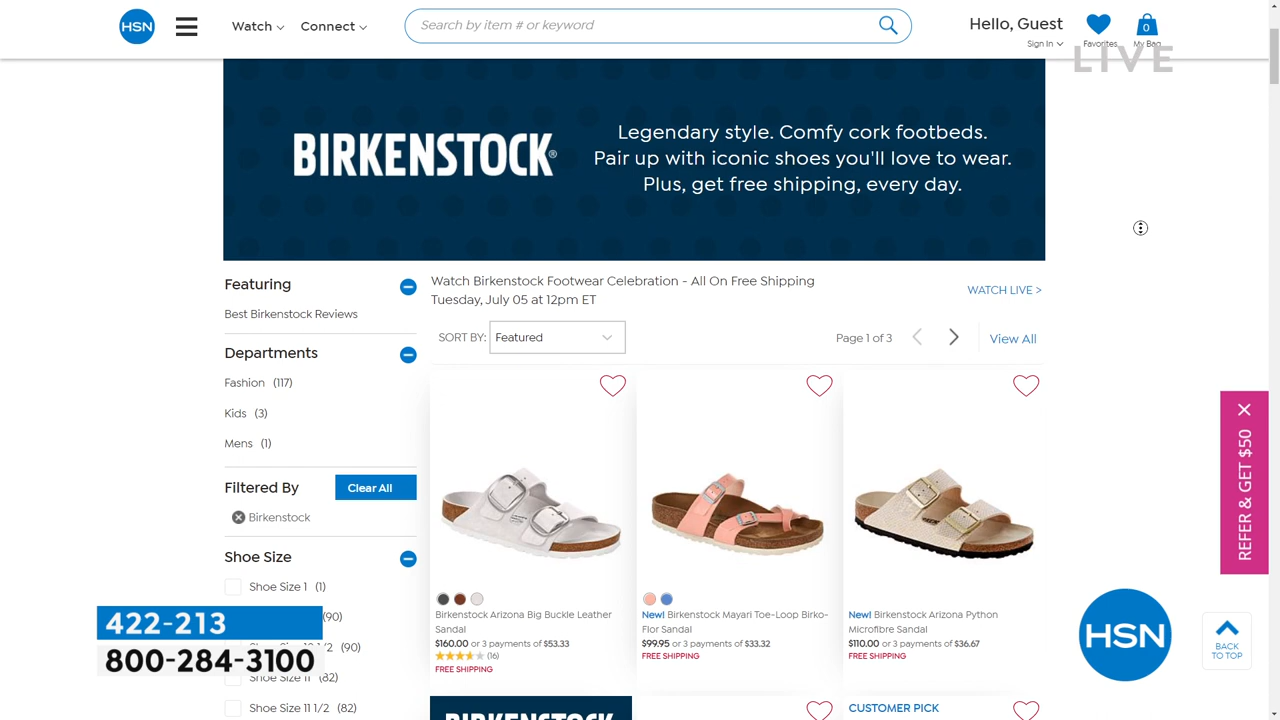 HSN
Watch
Connect
Search by item # or keyword
Hello, Guest
Sign In
Favorites
0
My Bag
LIVE
BIRKENSTOCK®
Legendary style. Comfy cork footbeds.
Pair up with iconic shoes you'll love to wear.
Plus, get free shipping, every day.
Featuring
Best Birkenstock Reviews
Departments
Fashion (117)
Kids (3)
Mens (1)
Filtered By
Clear All
Birkenstock
Shoe Size
Shoe Size 1 (1)
(90)
(90)
Shoe Size 11 (82)
Shoe Size 11 1/2 (82)
422-213
800-284-3100
Watch Birkenstock Footwear Celebration - All On Free Shipping
Tuesday, July 05 at 12pm ET
WATCH LIVE >
SORT BY: Featured
Page 1 of 3
View All
Birkenstock Arizona Big Buckle Leather
Sandal
$160.00 or 3 payments of $53.33
(16)
FREE SHIPPING
New! Birkenstock Mayari Toe-Loop Birko-
Flor Sandal
$99.95 or 3 payments of $33.32
FREE SHIPPING
New! Birkenstock Arizona Python
Microfibre Sandal
$110.00 or 3 payments of $36.67
FREE SHIPPING
BIRKENSTOCK
CUSTOMER PICK
REFER & GET $50
HSN
BACK
TO TOP